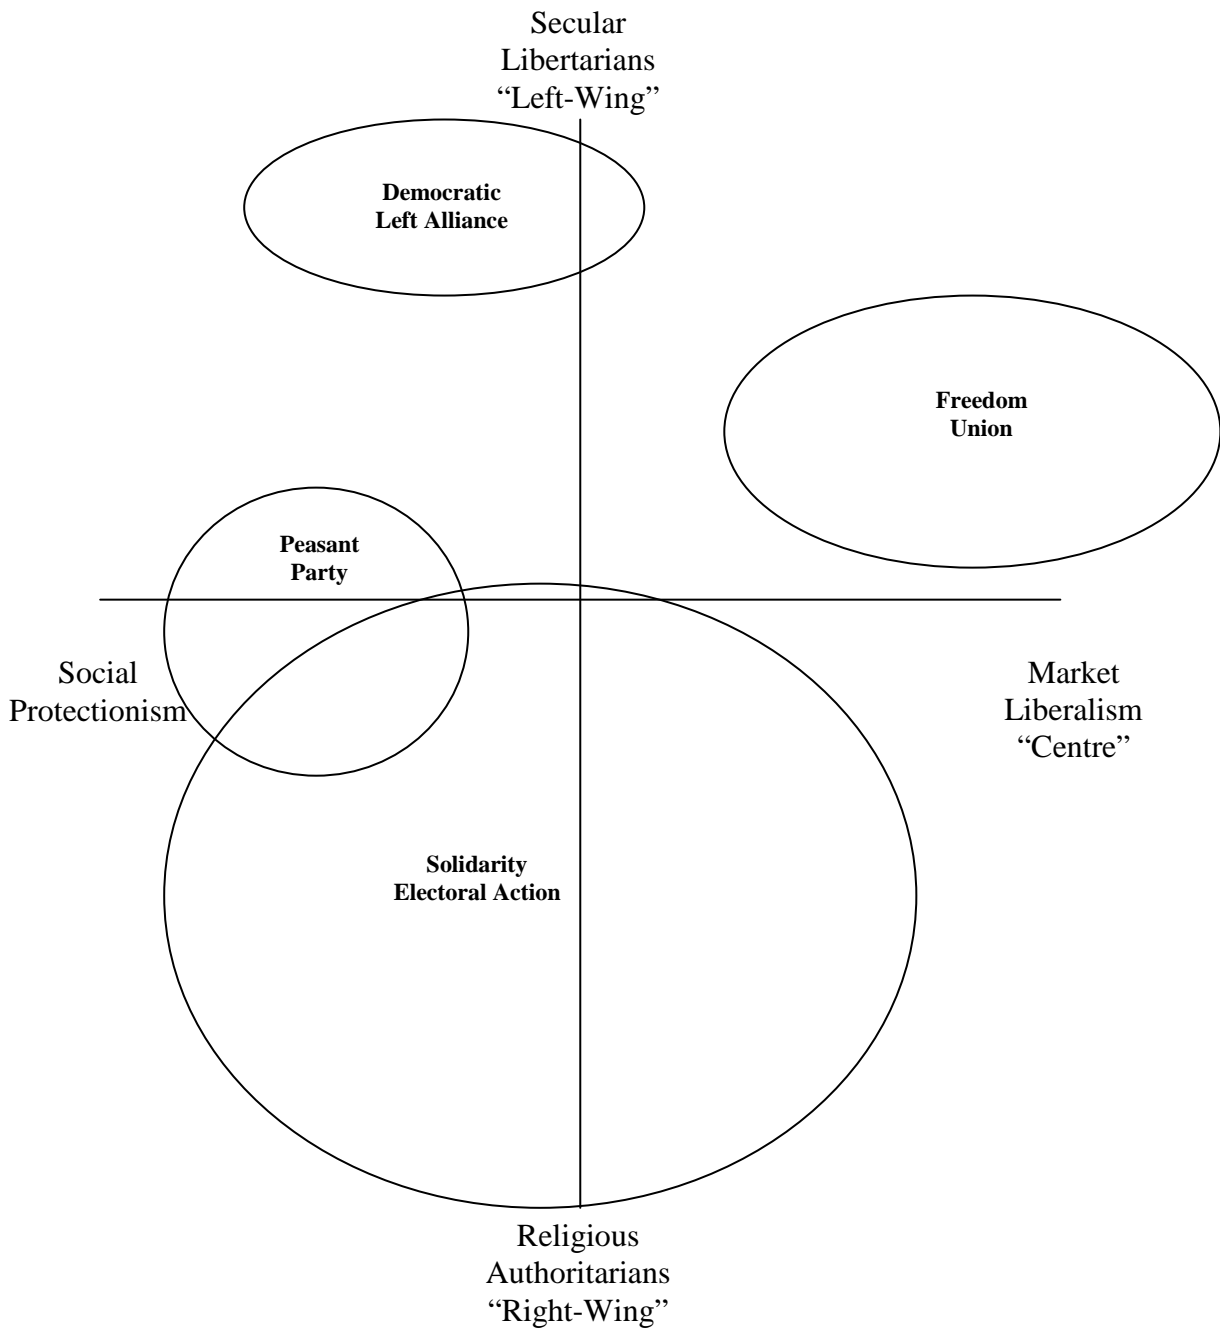 Secular
Libertarians
“Left-Wing”
Democratic
Left Alliance
Freedom
Union
Peasant
Party
Social
Protectionism
Market
Liberalism
“Centre”
Solidarity
Electoral Action
Religious
Authoritarians
“Right-Wing”